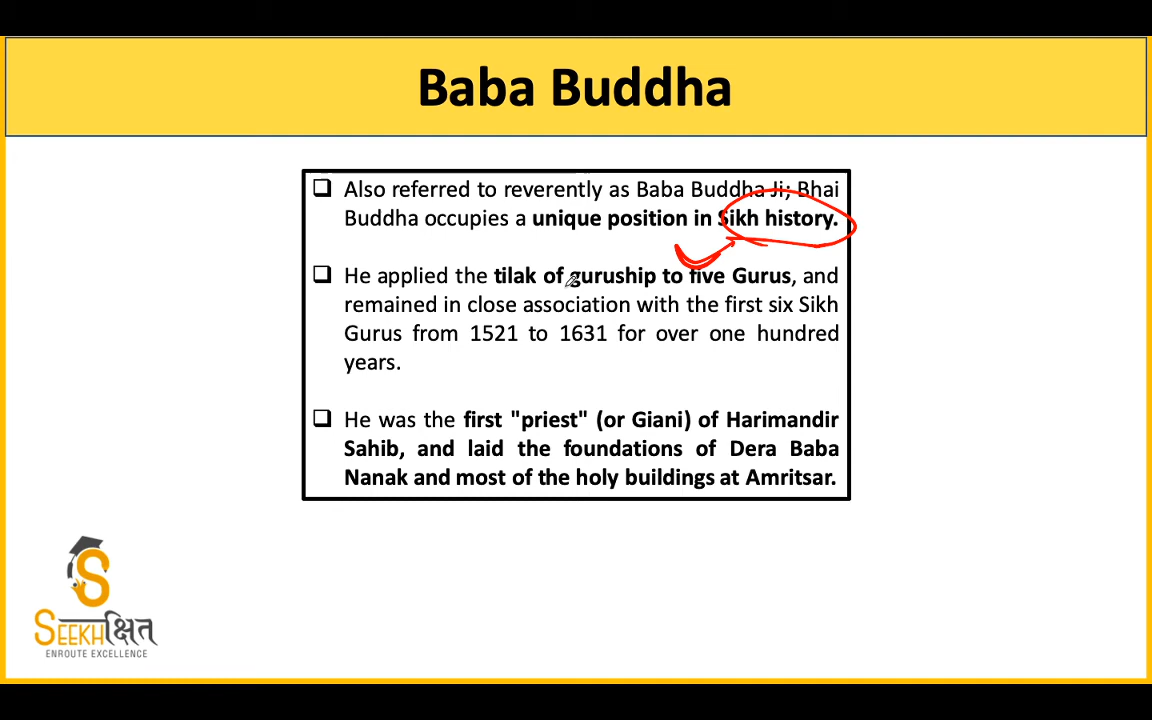 Baba Buddha
Also referred to reverently as Baba Buddha Ji; Bhai
Buddha occupies a unique position in Sikh history.
He applied the tilak of guruship to five Gurus, and
remained in close association with the first six Sikh
Gurus from 1521 to 1631 for over one hundred
years.
He was the first "priest" (or Giani) of Harimandir
Sahib, and laid the foundations of Dera Baba
Nanak and most of the holy buildings at Amritsar.
S
SEEKHक्षित
ENROUTE EXCELLENCE